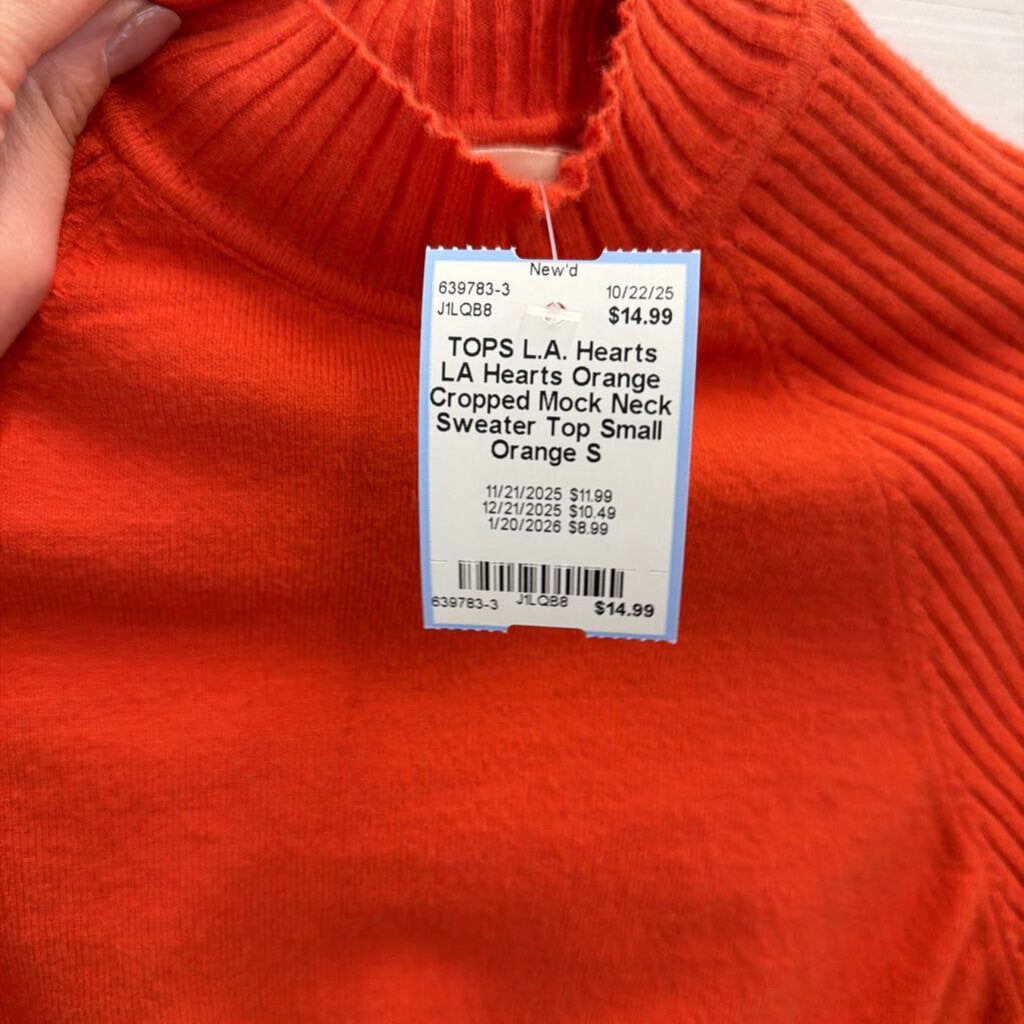 New'd
639783-3 10/22/25
J1LQB8 $14.99
TOPS L.A. Hearts
LA Hearts Orange
Cropped Mock Neck
Sweater Top Small
Orange S
11/21/2025 $11.99
12/21/2025 $10.49
1/20/2026 $8.99
639783-3 J1LQB8 $14.99